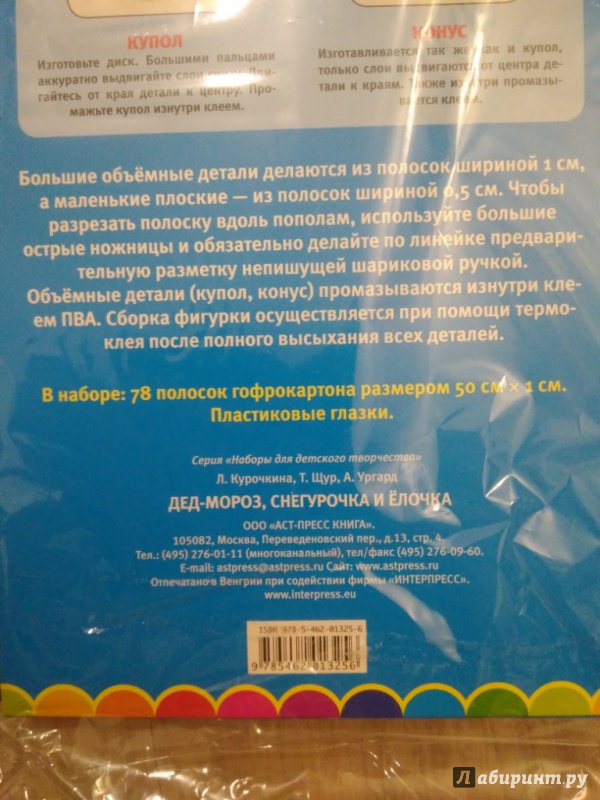 КУПОЛ
Изготовьте диск. Большими пальцами
аккуратно выдвигайте слои
гайтесь от края детали к центру. Про-
мажьте купол изнутри клеем.
КОНУС
Изготавливается так же, как и купол,
только слои выдвигаются от центра де-
тали к краям. Также изнутри промазы-
вается клеем.
Большие объёмные детали делаются из полосок шириной 1 см,
а маленькие плоские — из полосок шириной 0,5 см. Чтобы
разрезать полоску вдоль пополам, используйте большие
острые ножницы и обязательно делайте по линейке предвари-
тельную разметку непишущей шариковой ручкой.
Объёмные детали (купол, конус) промазываются изнутри кле-
ем ПВА. Сборка фигурки осуществляется при помощи термо-
клея после полного высыхания всех деталей.
В наборе: 78 полосок гофрокартона размером 50 см × 1 см.
Пластиковые глазки.
Серия «Наборы для детского творчества»
Л. Курочкина, Т. Щур, А. Ургард
ДЕД-МОРОЗ, СНЕГУРОЧКА И ЁЛОЧКА
ООО «АСТ-ПРЕСС КНИГА».
105082, Москва, Переведеновский пер., д.13, стр. 4.
Тел.: (495) 276-01-11 (многоканальный), тел/факс (495) 276-09-60.
E-mail: astpress@astpress.ru Сайт: www.astpress.ru
Отпечатано в Венгрии при содействии фирмы «ИНТЕРПРЕСС».
www.interpress.eu
ISBN 978-5-462-01325-6
9 785462 013256
Лабиринт.ру